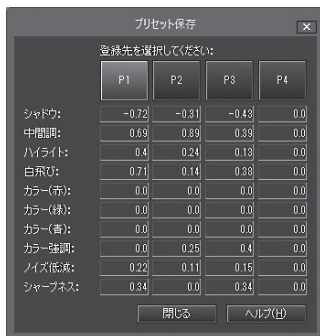 プリセット保存
登録先を選択してください:
P1 P2 P3 P4
シャドウ: -0.72 -0.31 -0.43 0.0
中間調: 0.69 0.89 0.39 0.0
ハイライト: 0.4 0.24 0.13 0.0
白飛び: 0.71 0.14 0.38 0.0
カラー(赤): 0.0 0.0 0.0 0.0
カラー(緑): 0.0 0.0 0.0 0.0
カラー(青): 0.0 0.0 0.0 0.0
カラー強調: 0.0 0.25 0.4 0.0
ノイズ低減: 0.22 0.11 0.15 0.0
シャープネス: 0.34 0.0 0.34 0.0
閉じる ヘルプ(H)